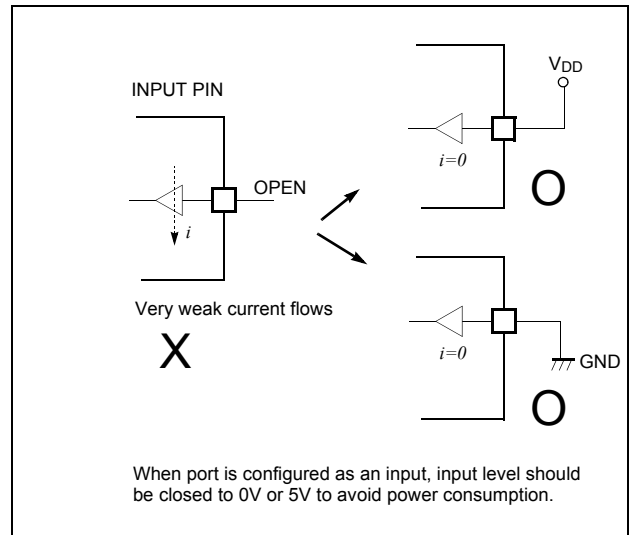 INPUT PIN
OPEN
i
Very weak current flows
X
VDD
i=0
O
i=0
GND
O
When port is configured as an input, input level should
be closed to 0V or 5V to avoid power consumption.